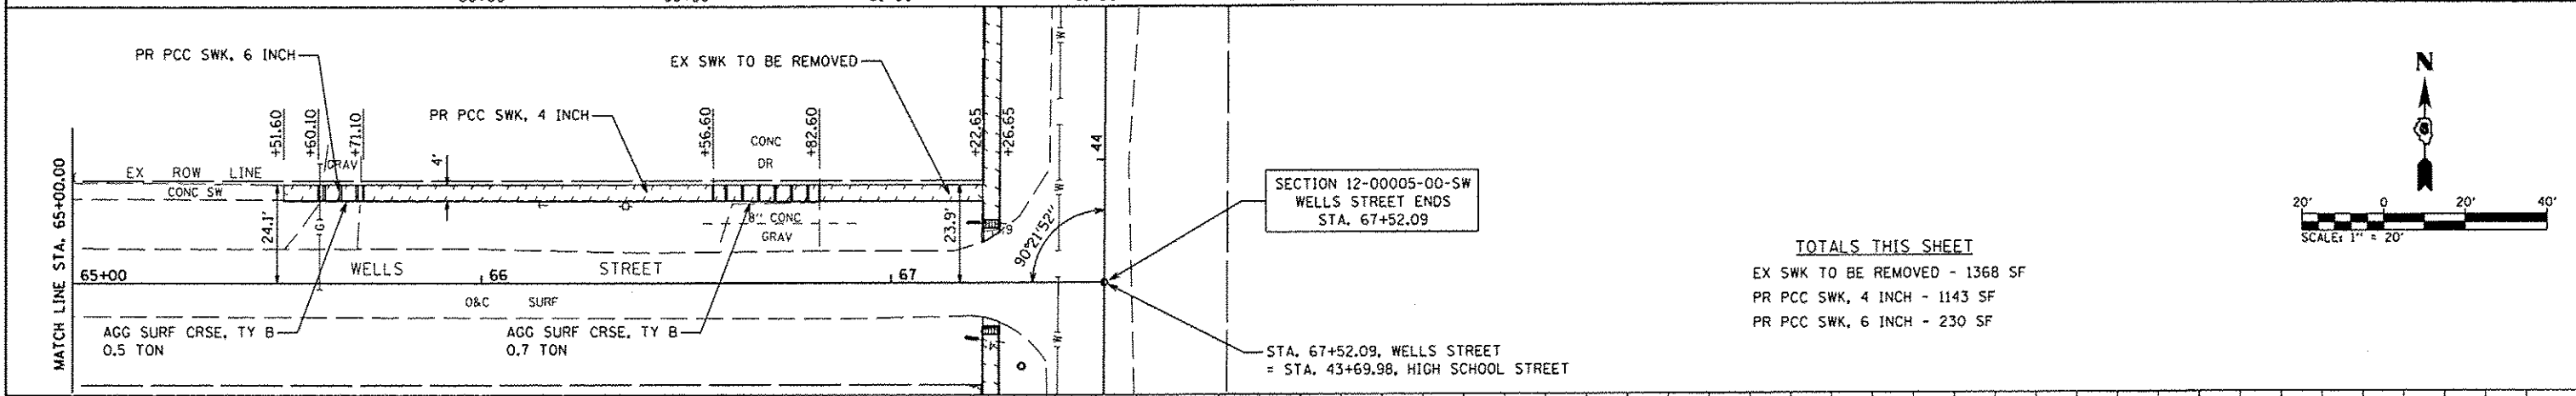 PR PCC SWK, 6 INCH
EX SWK TO BE REMOVED
PR PCC SWK, 4 INCH
+51.60
+60.10
+71.10
+56.60
+82.60
+22.65
+26.65
GRAV
4'
CONC
DR
44
EX ROW LINE
CONC SW
MATCH LINE STA. 65+00.00
24.1'
G
8" CONC
GRAV
23.9'
90°21'52"
W
W
W
W
65+00
WELLS
66
STREET
67
O&C SURF
AGG SURF CRSE, TY B
0.5 TON
AGG SURF CRSE, TY B
0.7 TON
SECTION 12-00005-00-SW
WELLS STREET ENDS
STA. 67+52.09
STA. 67+52.09, WELLS STREET
= STA. 43+69.98, HIGH SCHOOL STREET
TOTALS THIS SHEET
EX SWK TO BE REMOVED - 1368 SF
PR PCC SWK, 4 INCH - 1143 SF
PR PCC SWK, 6 INCH - 230 SF
N
20' 0 20' 40'
SCALE: 1" = 20'